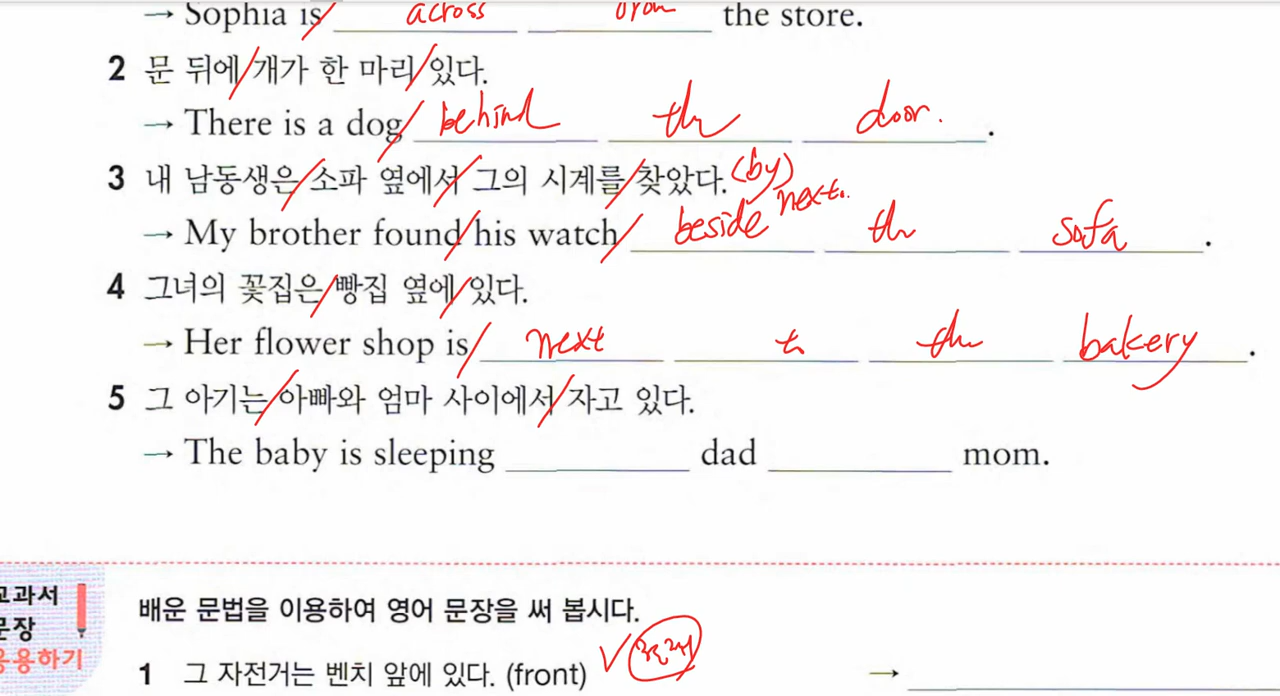 → Sophia is/ across from the store.
2 문 뒤에/개가 한 마리/있다.
→ There is a dog/ behind the door. .
3 내 남동생은/소파 옆에서/그의 시계를/찾았다. (by)
next..
→ My brother found/his watch/ beside the sofa .
4 그녀의 꽃집은/빵집 옆에/있다.
→ Her flower shop is/ next to the bakery .
5 그 아기는/아빠와 엄마 사이에서/자고 있다.
→ The baby is sleeping ____ dad ____ mom.
교과서
문장
응용하기
배운 문법을 이용하여 영어 문장을 써 봅시다.
1 그 자전거는 벤치 앞에 있다. (front) ✓ →